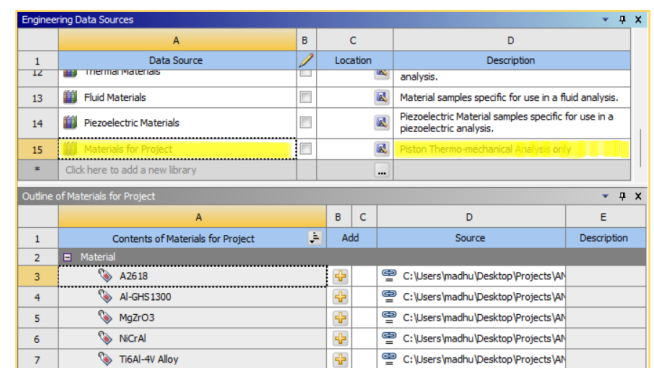 Engineering Data Sources
A B C D
1 Data Source Location Description
12 Thermal Materials analysis.
13 Fluid Materials Material samples specific for use in a fluid analysis.
14 Piezoelectric Materials Piezoelectric Material samples specific for use in a
piezoelectric analysis.
15 Materials for Project Piston Thermo-mechanical Analysis only
* Click here to add a new library ...
Outline of Materials for Project
A B C D E
1 Contents of Materials for Project Add Source Description
2 Material
3 A2618 C:\Users\madhu\Desktop\Projects\AN
4 Al-GHS1300 C:\Users\madhu\Desktop\Projects\AN
5 MgZrO3 C:\Users\madhu\Desktop\Projects\AN
6 NiCrAl C:\Users\madhu\Desktop\Projects\AN
7 Ti6Al-4V Alloy C:\Users\madhu\Desktop\Projects\AN